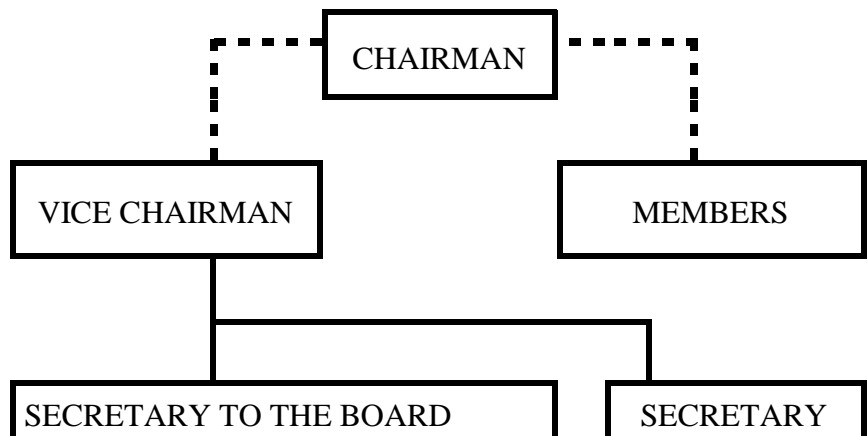 CHAIRMAN
VICE CHAIRMAN
MEMBERS
SECRETARY TO THE BOARD
SECRETARY